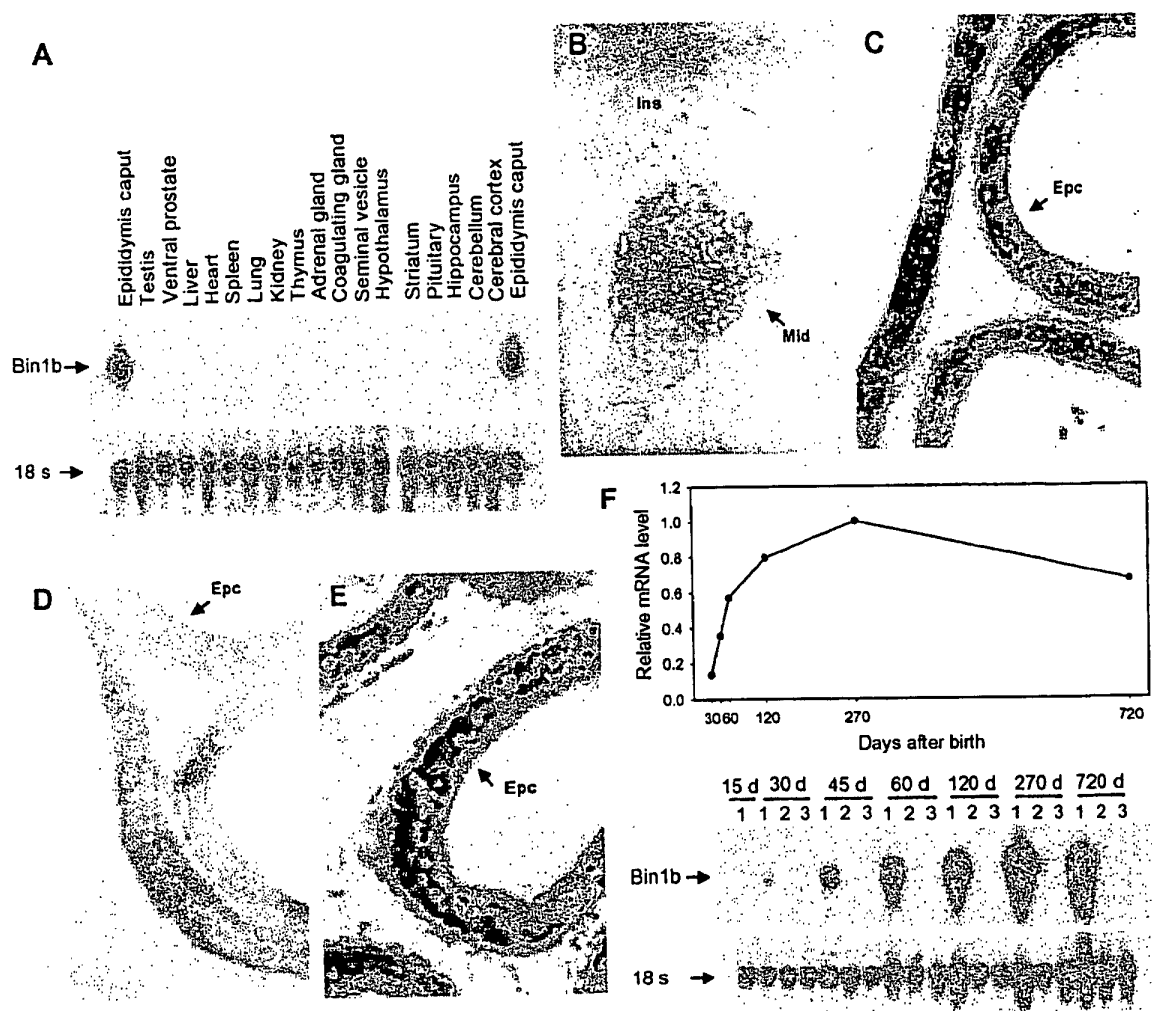 A
Epididymis caput
Testis
Ventral prostate
Liver
Heart
Spleen
Lung
Kidney
Thymus
Adrenal gland
Coagulating gland
Seminal vesicle
Hypothalamus
Striatum
Pituitary
Hippocampus
Cerebellum
Cerebral cortex
Epididymis caput
Bin1b
18 s
B
Ins
Mid
C
Epc
D
Epc
E
Epc
F
Relative mRNA level
1.2
1.0
0.8
0.6
0.4
0.2
0.0
30 60 120 270 720
Days after birth
15 d 30 d 45 d 60 d 120 d 270 d 720 d
1 1 2 3 1 2 3 1 2 3 1 2 3 1 2 3 1 2 3
Bin1b
18 s